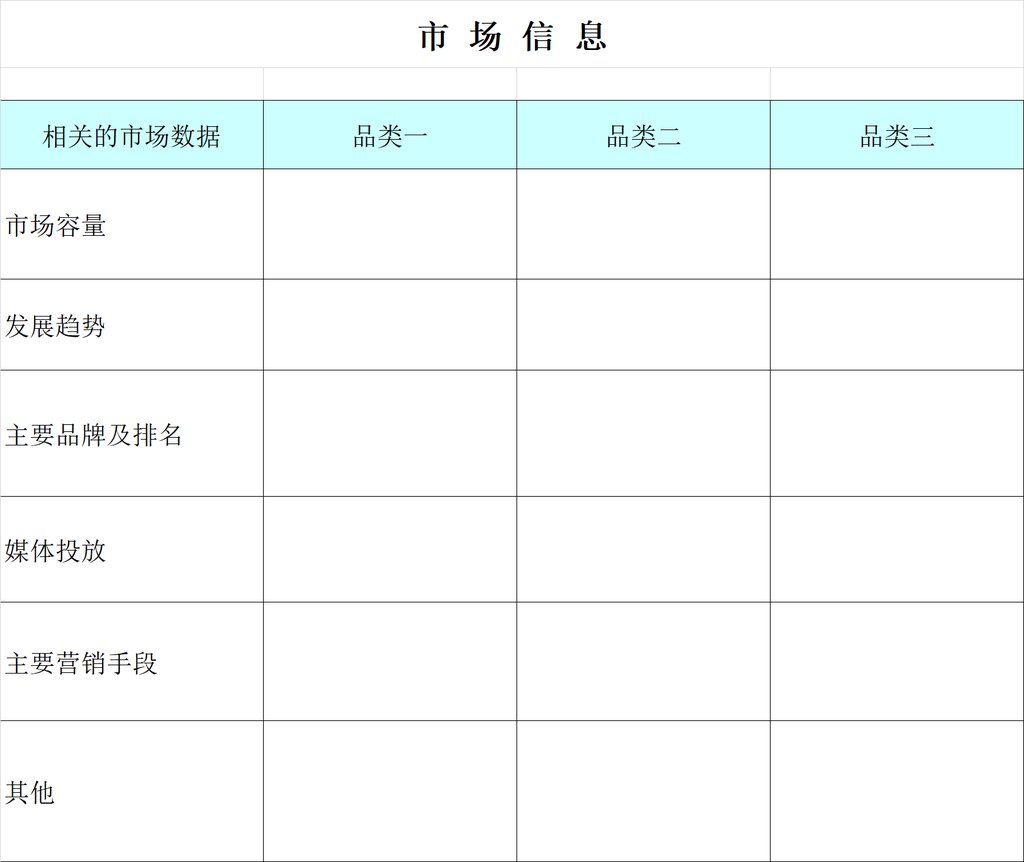 市 场 信 息
相关的市场数据 品类一 品类二 品类三
市场容量
发展趋势
主要品牌及排名
媒体投放
主要营销手段
其他